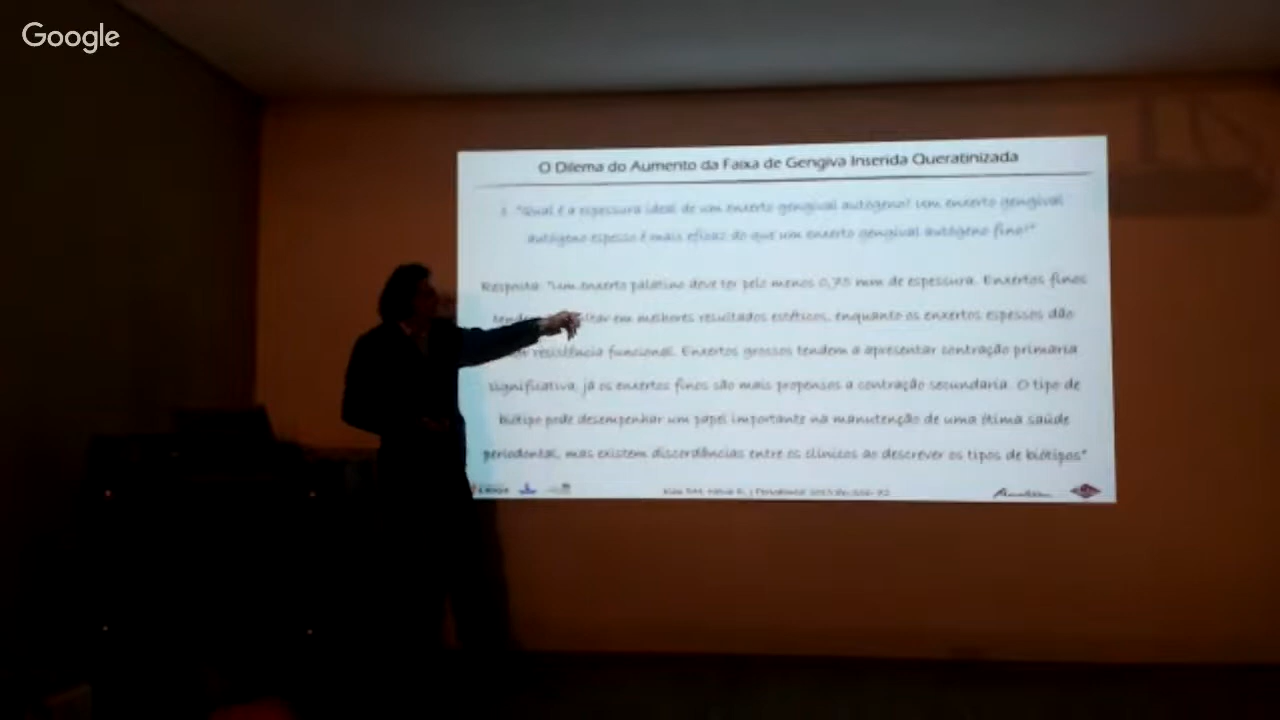 Google
O Dilema do Aumento da Faixa de Gengiva Inserida Queratinizada
"Qual é a espessura ideal de um enxerto gengival autógeno? Um enxerto gengival
autógeno espesso é mais eficaz do que um enxerto gengival autógeno fino?"
Resposta: "Um enxerto palatino deve ter pelo menos 0,75 mm de espessura. Enxertos finos
em melhores resultados estéticos, enquanto os enxertos espessos dão
resistência funcional. Enxertos grossos tendem a apresentar contração primária
significativa, já os enxertos finos são mais propensos a contração secundária. O tipo de
biótipo pode desempenhar um papel importante na manutenção de uma ótima saúde
periodontal, mas existem discordâncias entre os clínicos ao descrever os tipos de biótipos"